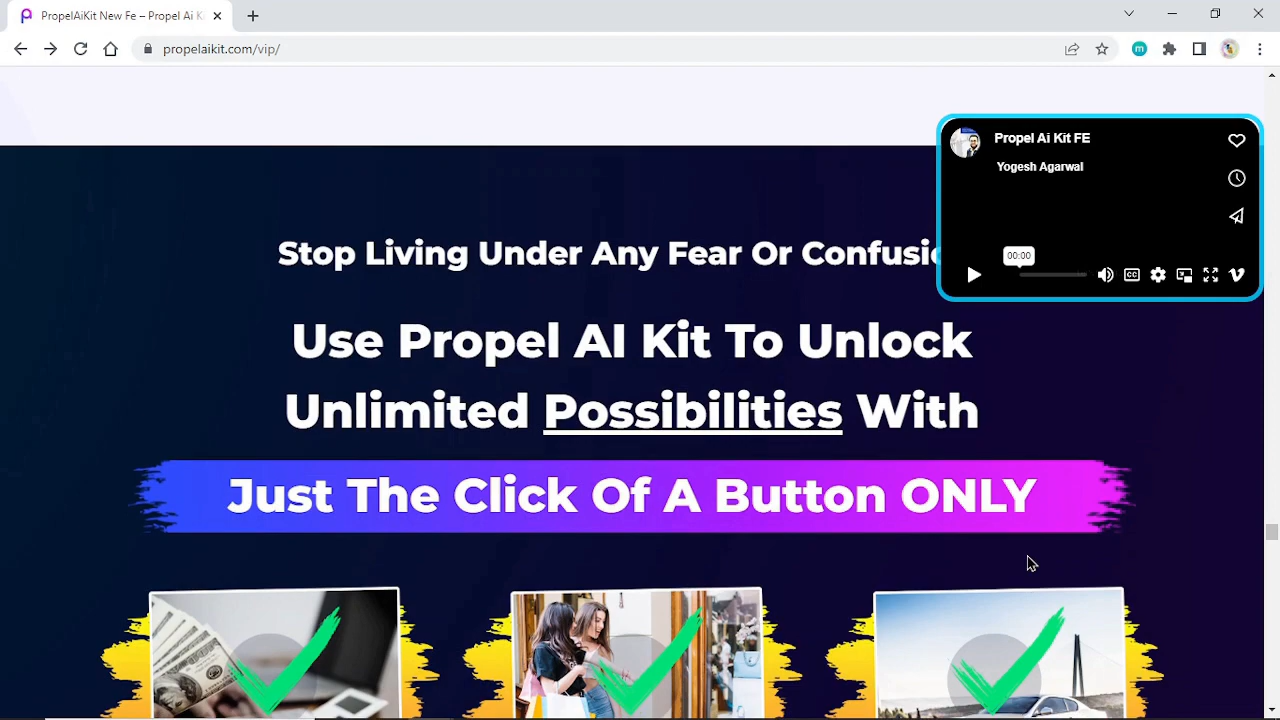 PropelAiKit New Fe – Propel Ai K
propelaikit.com/vip/
m
Propel Ai Kit FE
Yogesh Agarwal
00:00
CC
Stop Living Under Any Fear Or
Use Propel AI Kit To Unlock
Unlimited Possibilities With
Just The Click Of A Button ONLY